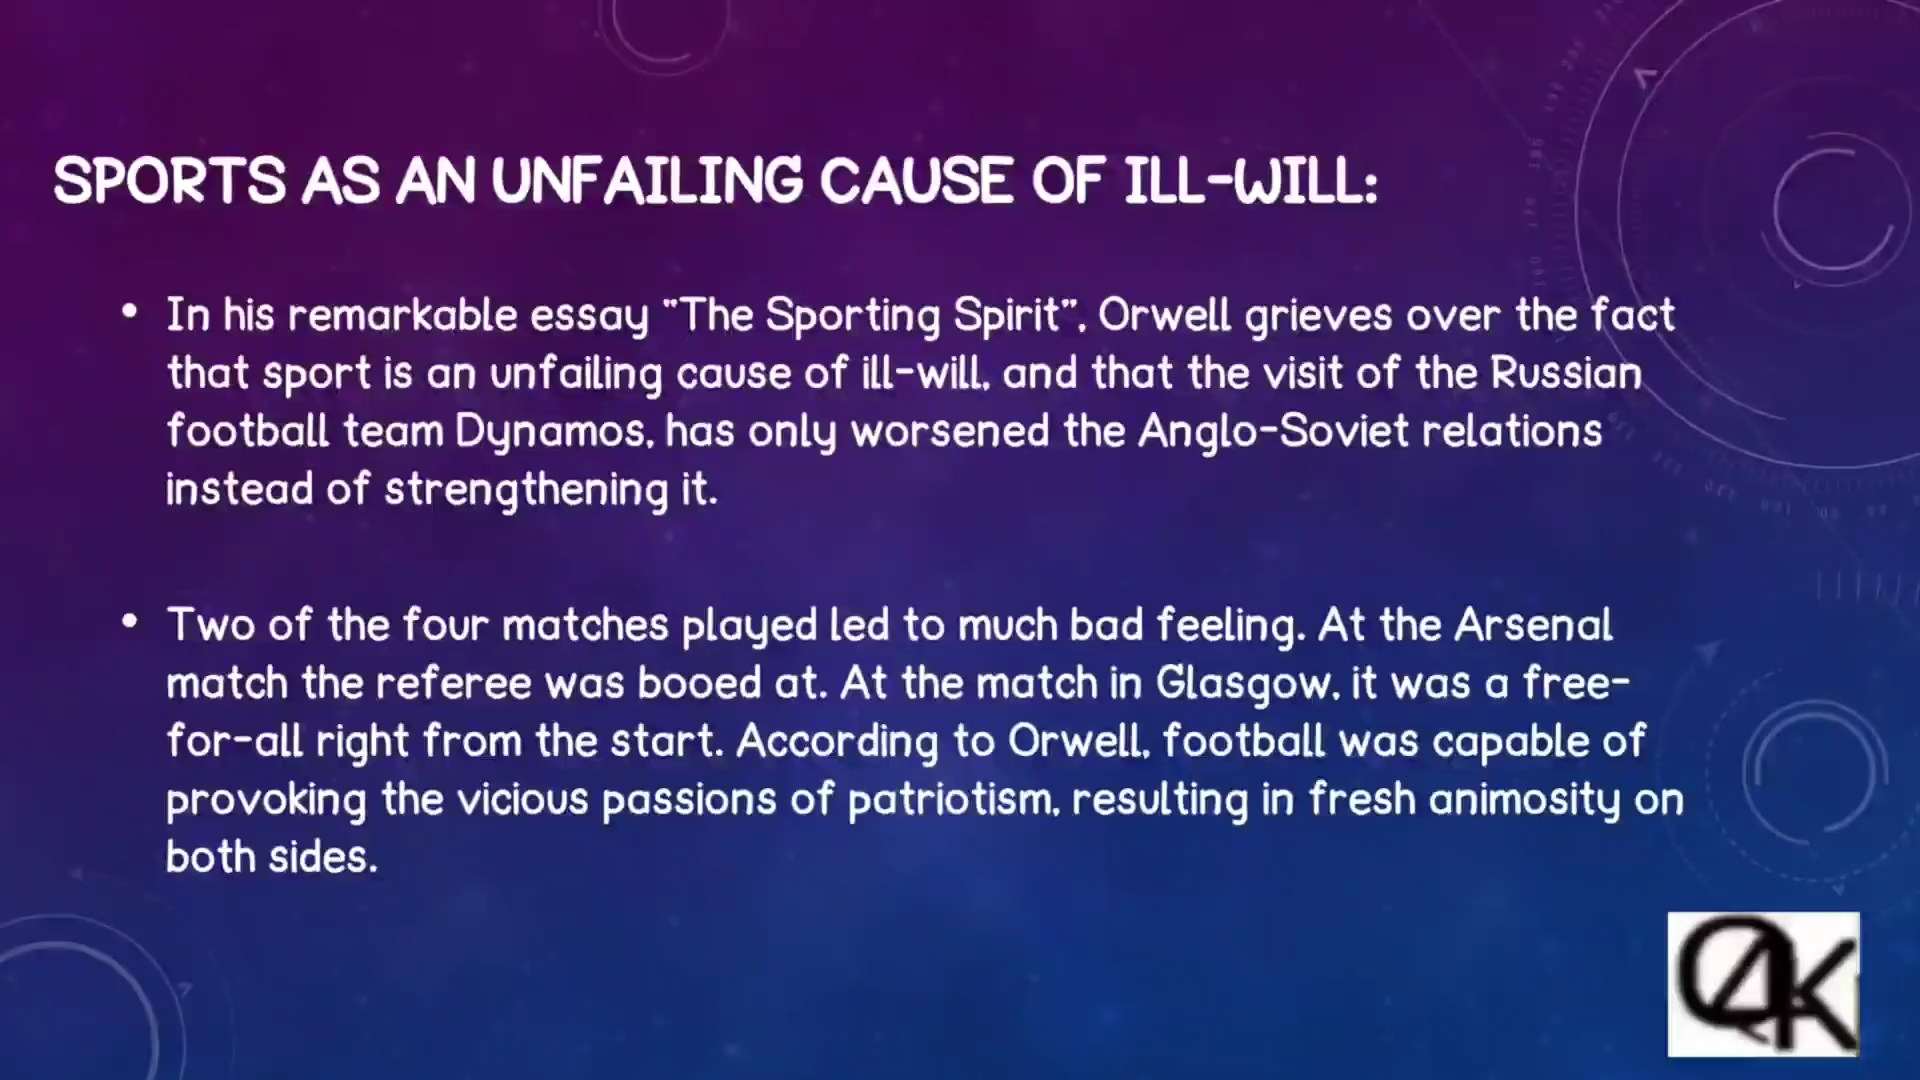 SPORTS AS AN UNFAILING CAUSE OF ILL-WILL:
• In his remarkable essay "The Sporting Spirit", Orwell grieves over the fact
that sport is an unfailing cause of ill-will, and that the visit of the Russian
football team Dynamos, has only worsened the Anglo-Soviet relations
instead of strengthening it.
• Two of the four matches played led to much bad feeling. At the Arsenal
match the referee was booed at. At the match in Glasgow, it was a free-
for-all right from the start. According to Orwell, football was capable of
provoking the vicious passions of patriotism, resulting in fresh animosity on
both sides.